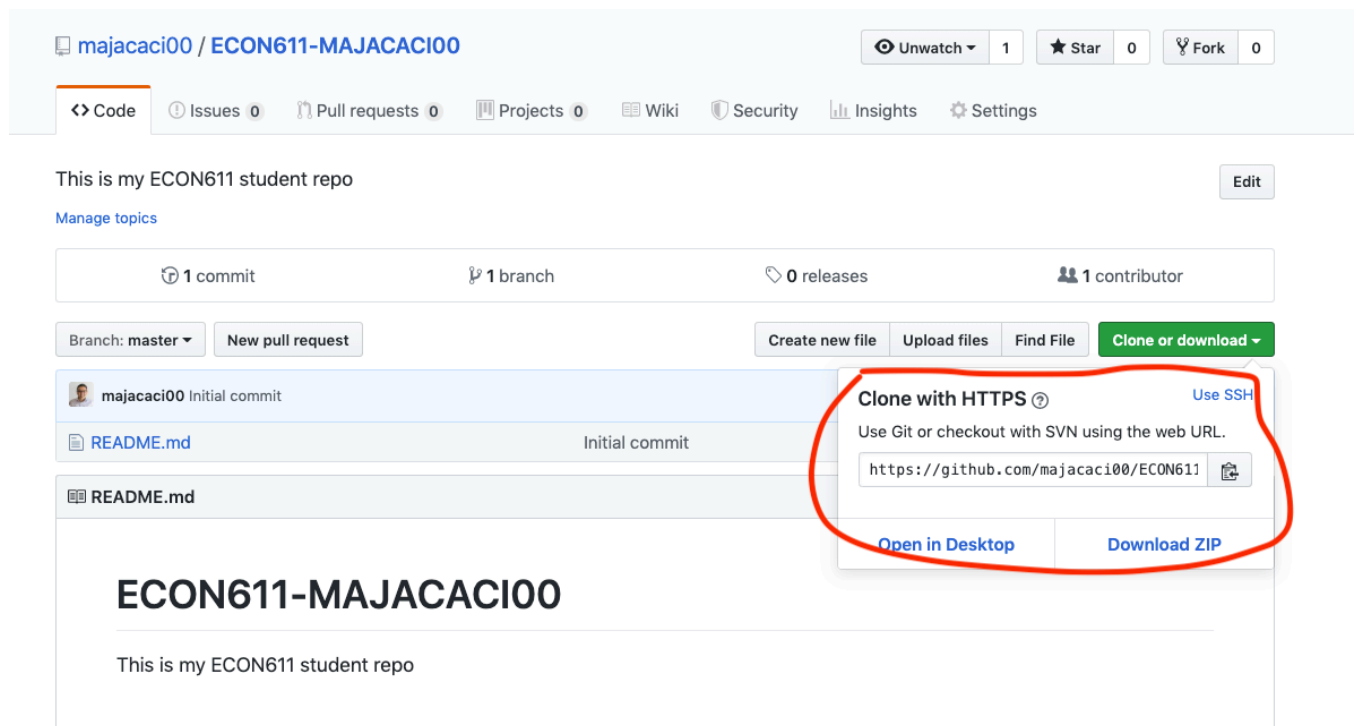 majacaci00 / ECON611-MAJACACI00
Unwatch 1 Star 0 Fork 0
Code Issues 0 Pull requests 0 Projects 0 Wiki Security Insights Settings
This is my ECON611 student repo
Edit
Manage topics
1 commit 1 branch 0 releases 1 contributor
Branch: master New pull request Create new file Upload files Find File Clone or download
majacaci00 Initial commit
README.md Initial commit
Clone with HTTPS ? Use SSH
Use Git or checkout with SVN using the web URL.
https://github.com/majacaci00/ECON611
Open in Desktop Download ZIP
README.md
ECON611-MAJACACI00
This is my ECON611 student repo